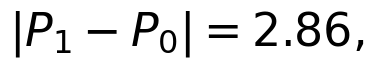 |P₁ − P₀| = 2.86,